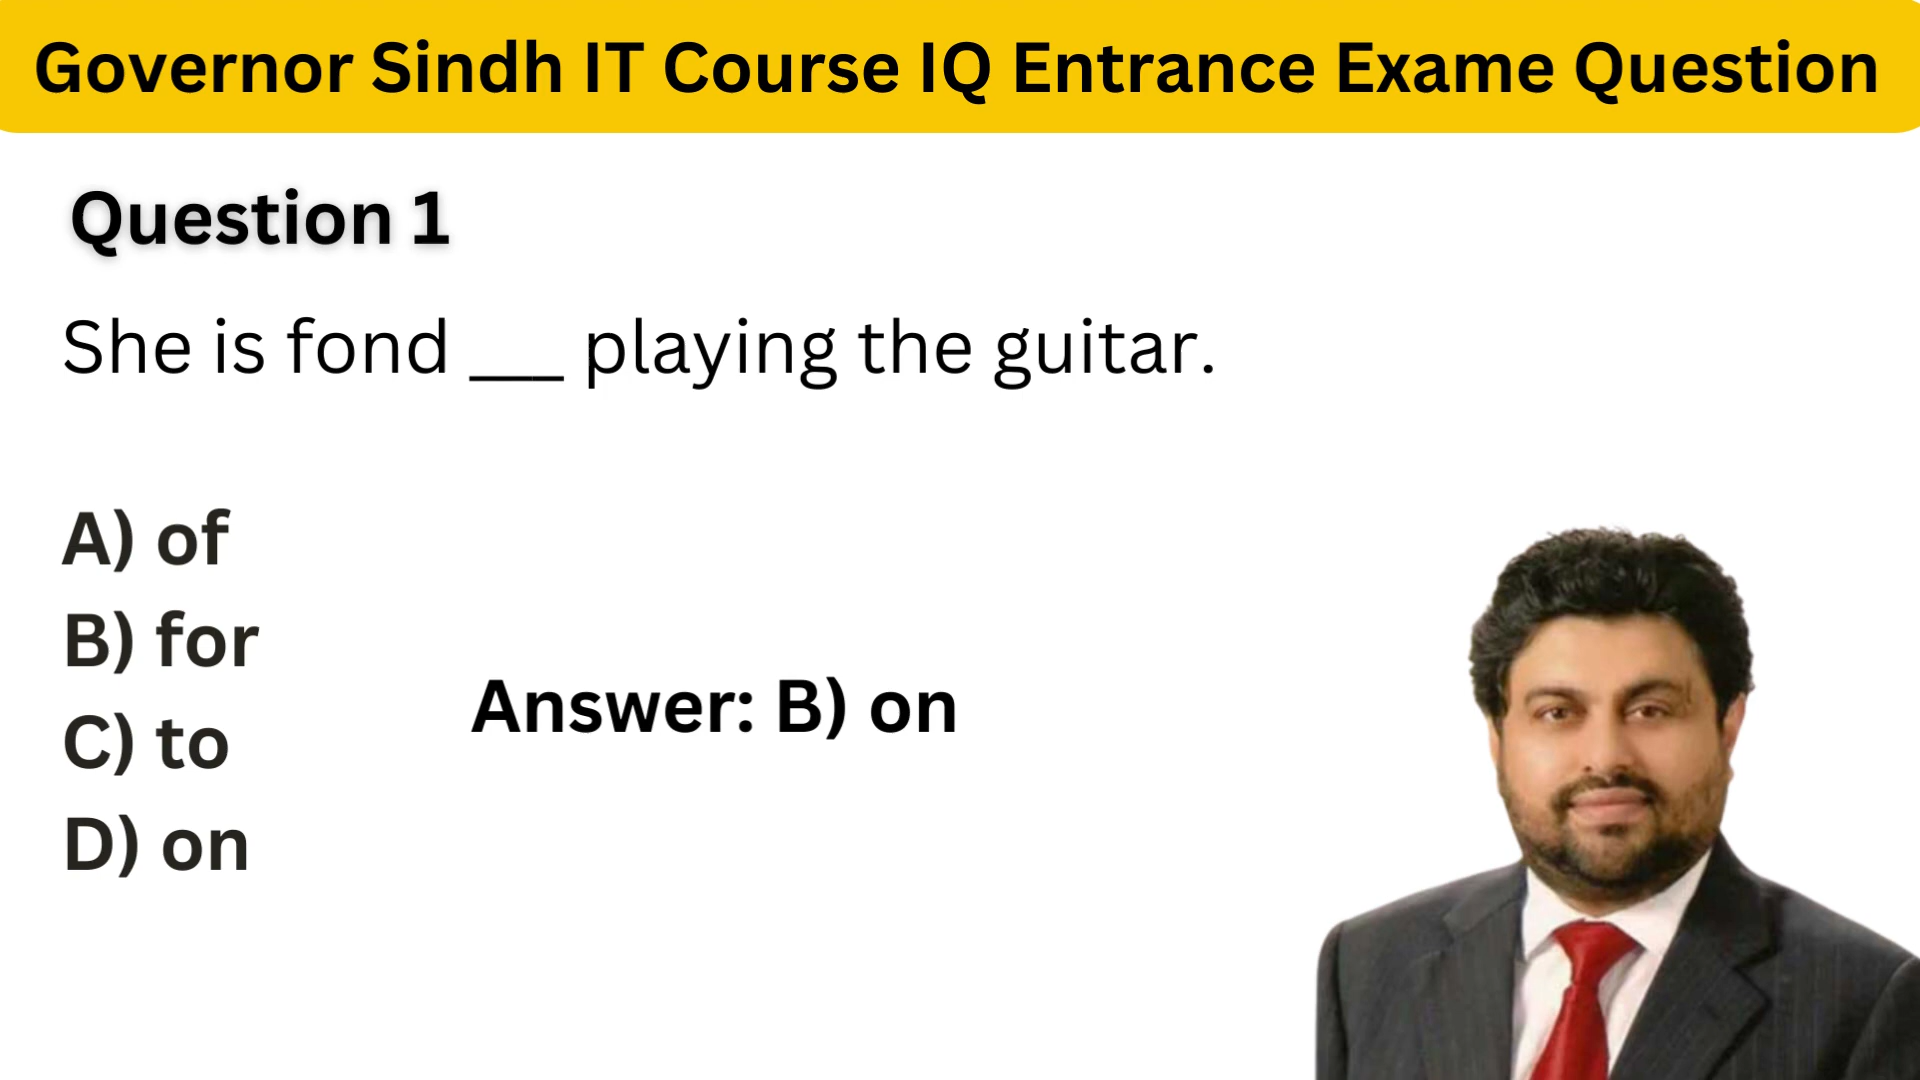 Governor Sindh IT Course IQ Entrance Exame Question
Question 1
She is fond ___ playing the guitar.
A) of
B) for
C) to
D) on
Answer: B) on